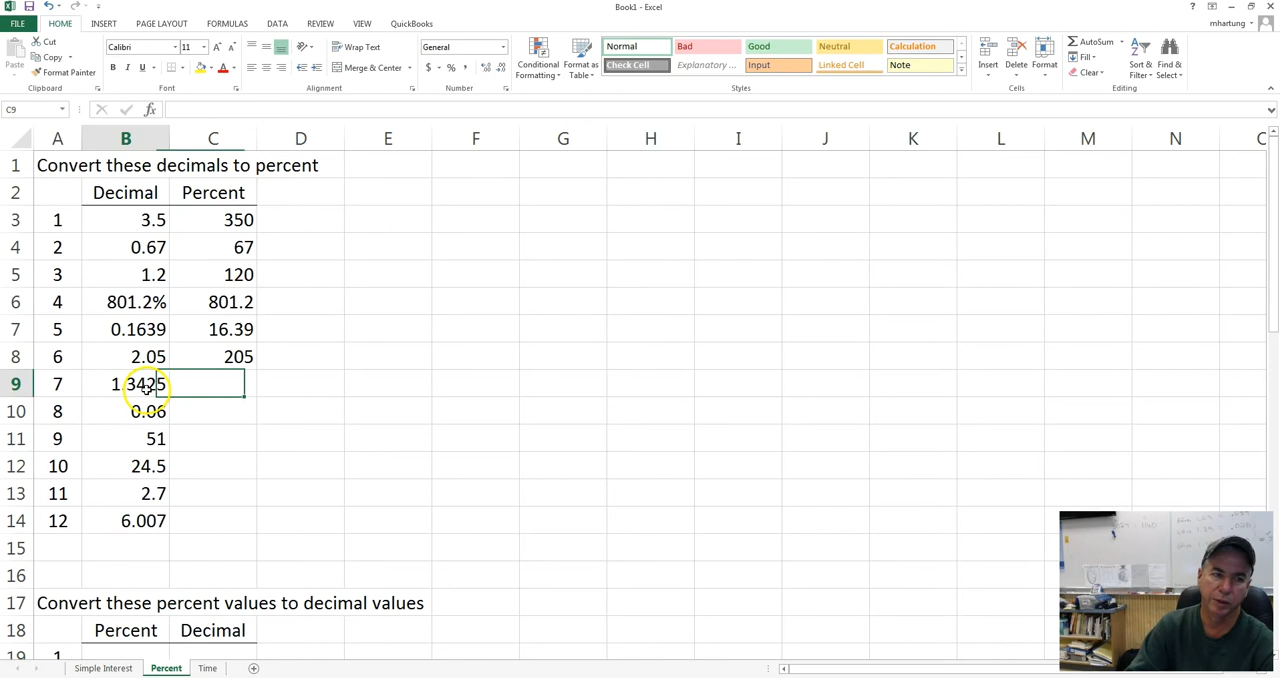 Book1 - Excel
FILE HOME INSERT PAGE LAYOUT FORMULAS DATA REVIEW VIEW QuickBooks
mhartung
Paste
Cut
Copy
Format Painter
Clipboard
Calibri 11
B I U
Font
Wrap Text
Merge & Center
Alignment
General
$ % ,
Number
Conditional Formatting
Format as Table
Normal Bad Good Neutral Calculation
Check Cell Explanatory ... Input Linked Cell Note
Styles
Insert Delete Format
Cells
AutoSum
Fill
Clear
Sort & Filter
Find & Select
Editing
C9
fx
A B C D E F G H I J K L M N
1 Convert these decimals to percent
2 Decimal Percent
3 1 3.5 350
4 2 0.67 67
5 3 1.2 120
6 4 801.2% 801.2
7 5 0.1639 16.39
8 6 2.05 205
9 7 1.3425
10 8 0.06
11 9 51
12 10 24.5
13 11 2.7
14 12 6.007
15
16
17 Convert these percent values to decimal values
18 Percent Decimal
19 1
Simple Interest Percent Time